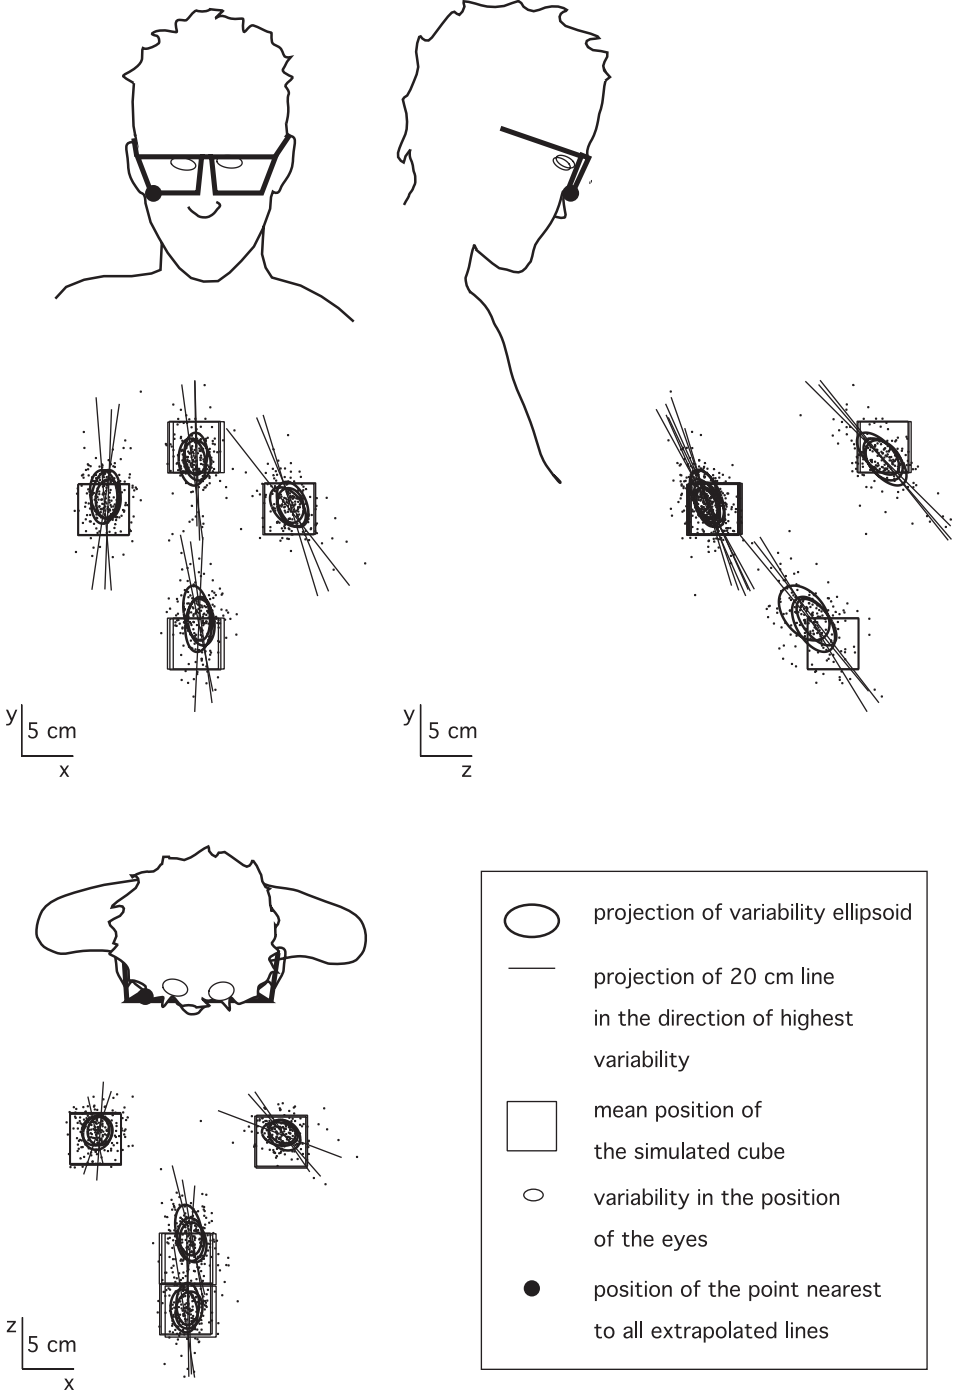 y
5 cm
x
y
5 cm
z
projection of variability ellipsoid
projection of 20 cm line
in the direction of highest
variability
mean position of
the simulated cube
variability in the position
of the eyes
position of the point nearest
to all extrapolated lines
z
5 cm
x